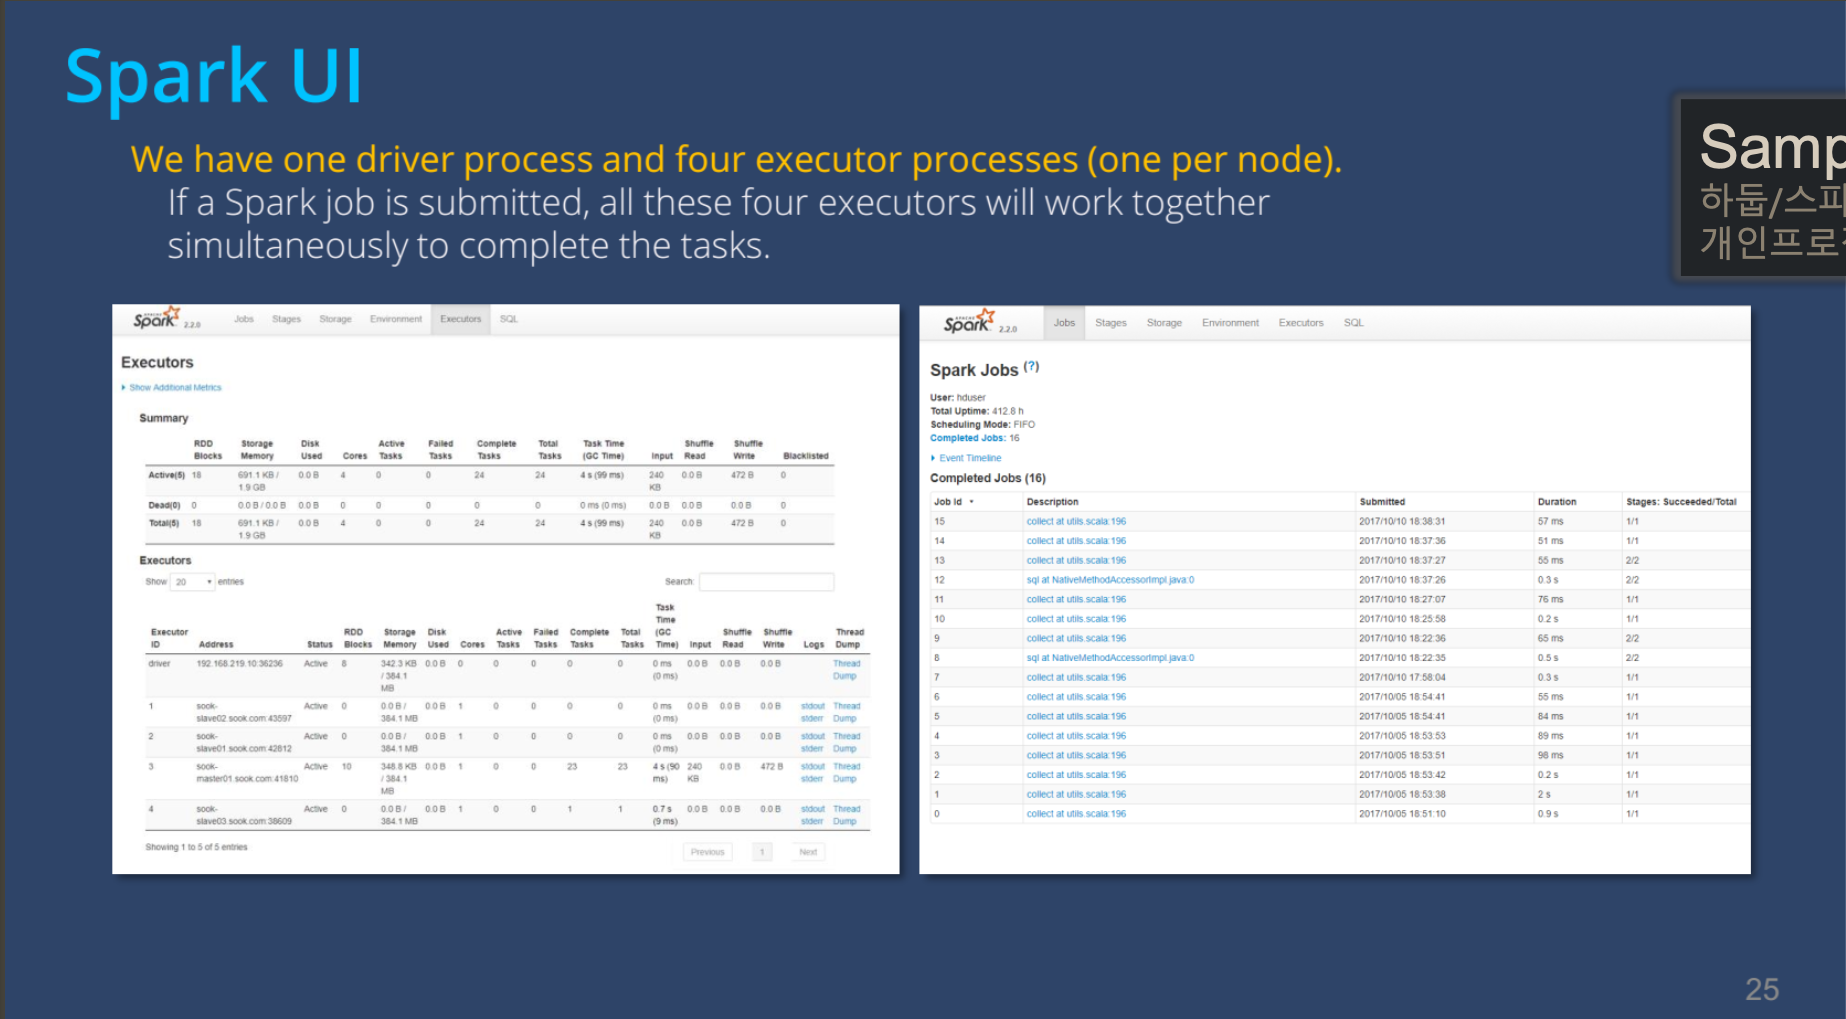 Spark UI
We have one driver process and four executor processes (one per node).
If a Spark job is submitted, all these four executors will work together
simultaneously to complete the tasks.
Samp
하둡/스파
개인프로
APACHE
Spark 2.2.0 Jobs Stages Storage Environment Executors SQL
Executors
Show Additional Metrics
Summary
RDD Blocks Storage Memory Disk Used Cores Active Tasks Failed Tasks Complete Tasks Total Tasks Task Time (GC Time) Input Shuffle Read Shuffle Write Blacklisted
Active(5) 18 691.1 KB / 1.9 GB 0.0 B 4 0 0 24 24 4 s (99 ms) 240 KB 0.0 B 472 B 0
Dead(0) 0 0.0 B / 0.0 B 0.0 B 0 0 0 0 0 0 ms (0 ms) 0.0 B 0.0 B 0.0 B 0
Total(5) 18 691.1 KB / 1.9 GB 0.0 B 4 0 0 24 24 4 s (99 ms) 240 KB 0.0 B 472 B 0
Executors
Show 20 entries Search:
Executor ID Address Status RDD Blocks Storage Memory Disk Used Cores Active Tasks Failed Tasks Complete Tasks Total Tasks Task Time (GC Time) Input Shuffle Read Shuffle Write Logs Thread Dump
driver 192.168.219.10:36236 Active 8 342.3 KB / 384.1 MB 0.0 B 0 0 0 0 0 0 ms (0 ms) 0.0 B 0.0 B 0.0 B Thread Dump
1 sook-slave02.sook.com:43597 Active 0 0.0 B / 384.1 MB 0.0 B 1 0 0 0 0 0 ms (0 ms) 0.0 B 0.0 B 0.0 B stdout stderr Thread Dump
2 sook-slave01.sook.com:42812 Active 0 0.0 B / 384.1 MB 0.0 B 1 0 0 0 0 0 ms (0 ms) 0.0 B 0.0 B 0.0 B stdout stderr Thread Dump
3 sook-master01.sook.com:41810 Active 10 348.8 KB / 384.1 MB 0.0 B 1 0 0 23 23 4 s (90 ms) 240 KB 0.0 B 472 B stdout stderr Thread Dump
4 sook-slave03.sook.com:38609 Active 0 0.0 B / 384.1 MB 0.0 B 1 0 0 1 1 0.7 s (9 ms) 0.0 B 0.0 B 0.0 B stdout stderr Thread Dump
Showing 1 to 5 of 5 entries
Previous 1 Next
APACHE
Spark 2.2.0 Jobs Stages Storage Environment Executors SQL
Spark Jobs (?)
User: hduser
Total Uptime: 412.8 h
Scheduling Mode: FIFO
Completed Jobs: 16
Event Timeline
Completed Jobs (16)
Job Id Description Submitted Duration Stages: Succeeded/Total
15 collect at utils.scala:196 2017/10/10 18:38:31 57 ms 1/1
14 collect at utils.scala:196 2017/10/10 18:37:36 51 ms 1/1
13 collect at utils.scala:196 2017/10/10 18:37:27 55 ms 2/2
12 sql at NativeMethodAccessorImpl.java:0 2017/10/10 18:37:26 0.3 s 2/2
11 collect at utils.scala:196 2017/10/10 18:27:07 76 ms 1/1
10 collect at utils.scala:196 2017/10/10 18:25:58 0.2 s 1/1
9 collect at utils.scala:196 2017/10/10 18:22:36 65 ms 2/2
8 sql at NativeMethodAccessorImpl.java:0 2017/10/10 18:22:35 0.5 s 2/2
7 collect at utils.scala:196 2017/10/10 17:58:04 0.3 s 1/1
6 collect at utils.scala:196 2017/10/05 18:54:41 55 ms 1/1
5 collect at utils.scala:196 2017/10/05 18:54:41 84 ms 1/1
4 collect at utils.scala:196 2017/10/05 18:53:53 89 ms 1/1
3 collect at utils.scala:196 2017/10/05 18:53:51 98 ms 1/1
2 collect at utils.scala:196 2017/10/05 18:53:42 0.2 s 1/1
1 collect at utils.scala:196 2017/10/05 18:53:38 2 s 1/1
0 collect at utils.scala:196 2017/10/05 18:51:10 0.9 s 1/1
25